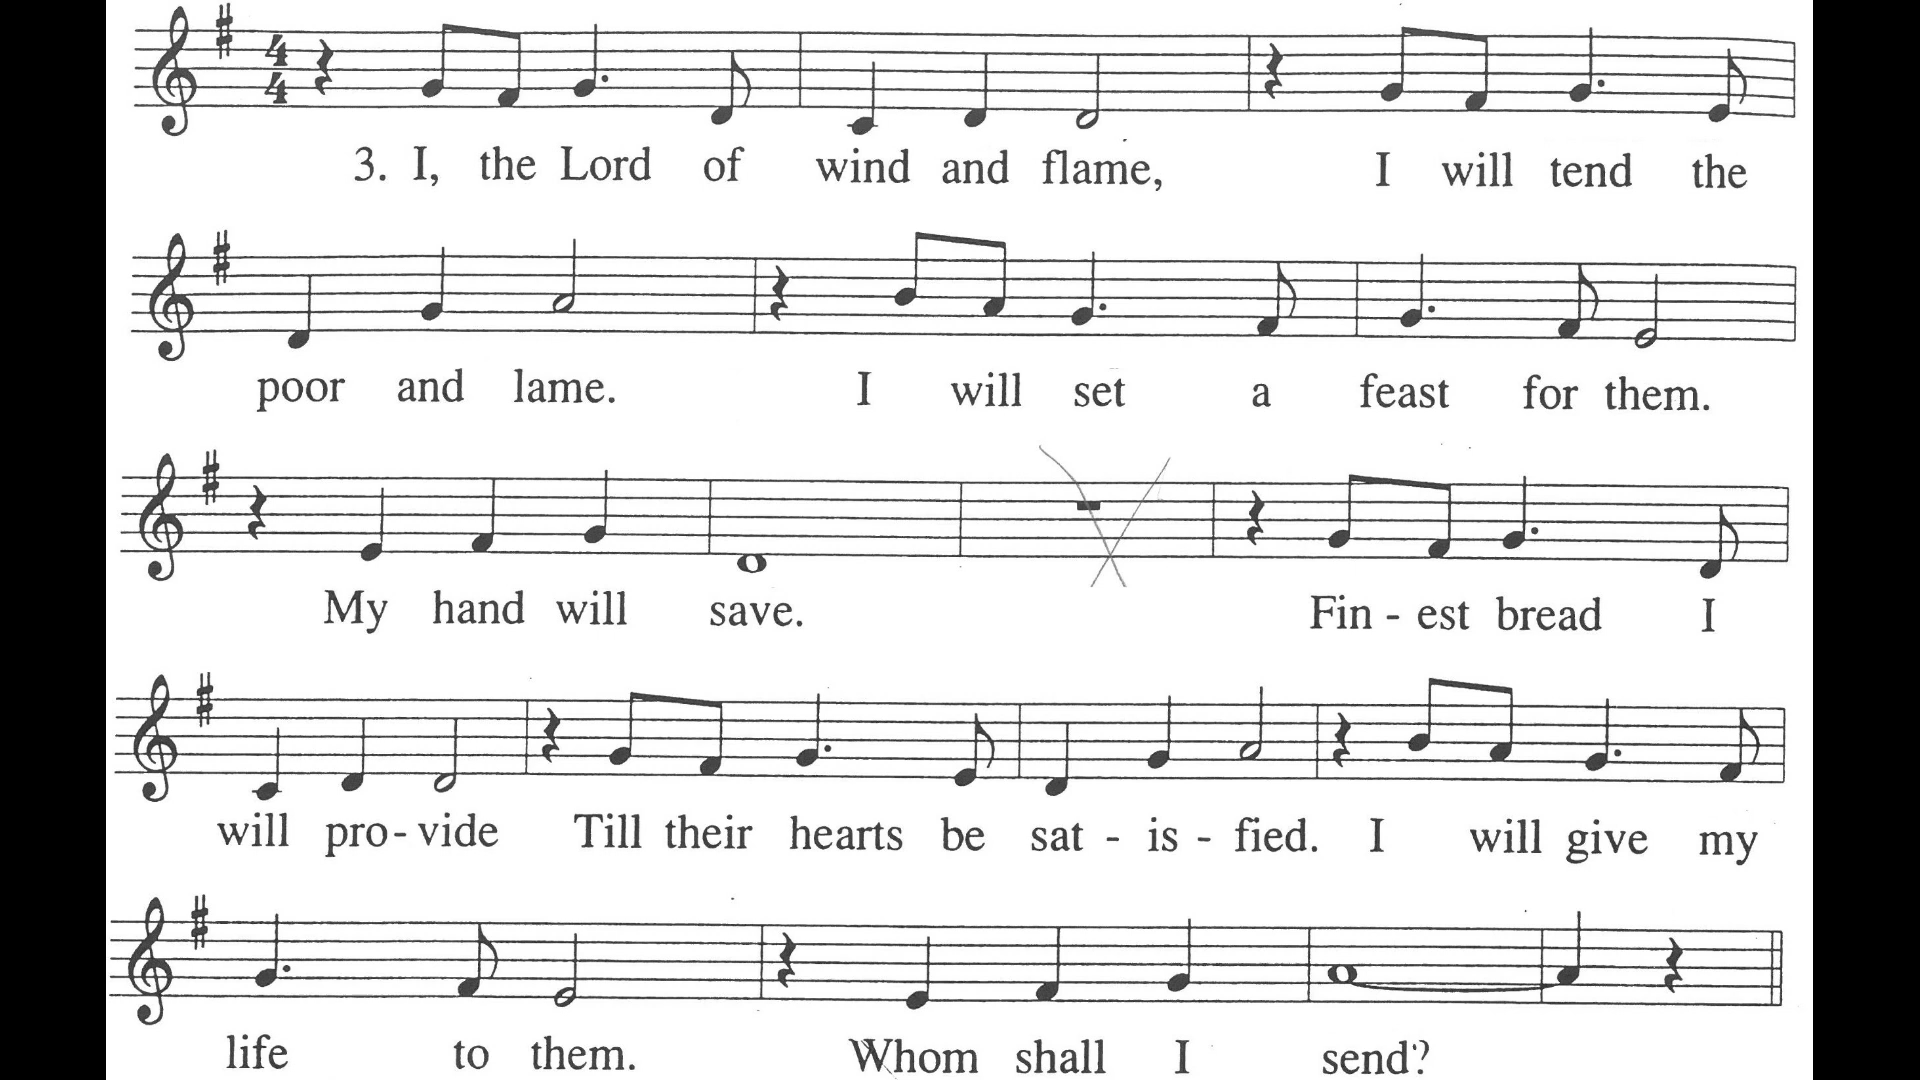 3. I, the Lord of wind and flame, I will tend the
poor and lame. I will set a feast for them.
My hand will save. Fin - est bread I
will pro - vide Till their hearts be sat - is - fied. I will give my
life to them. Whom shall I send?